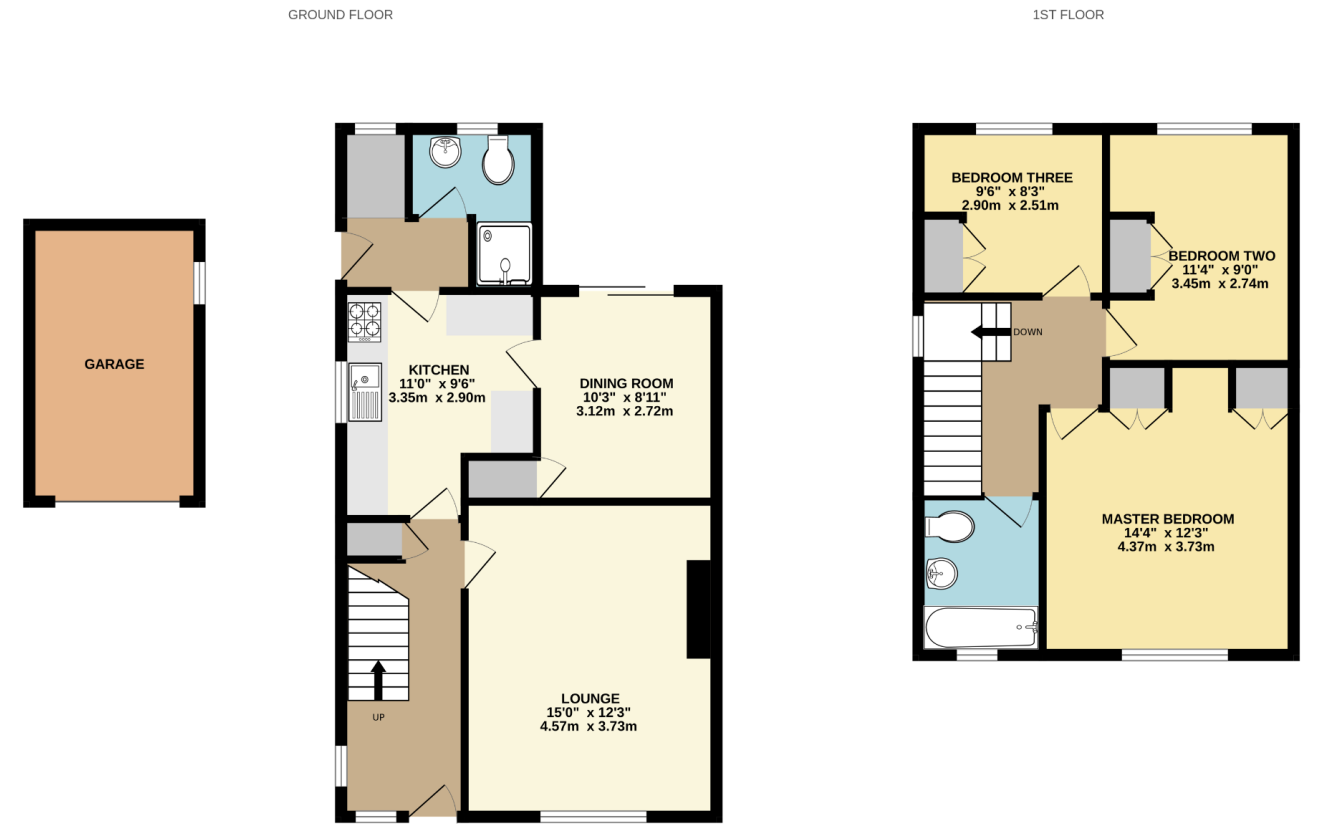 GROUND FLOOR
1ST FLOOR
GARAGE
KITCHEN
11'0" x 9'6"
3.35m x 2.90m
DINING ROOM
10'3" x 8'11"
3.12m x 2.72m
LOUNGE
15'0" x 12'3"
4.57m x 3.73m
UP
BEDROOM THREE
9'6" x 8'3"
2.90m x 2.51m
BEDROOM TWO
11'4" x 9'0"
3.45m x 2.74m
DOWN
MASTER BEDROOM
14'4" x 12'3"
4.37m x 3.73m